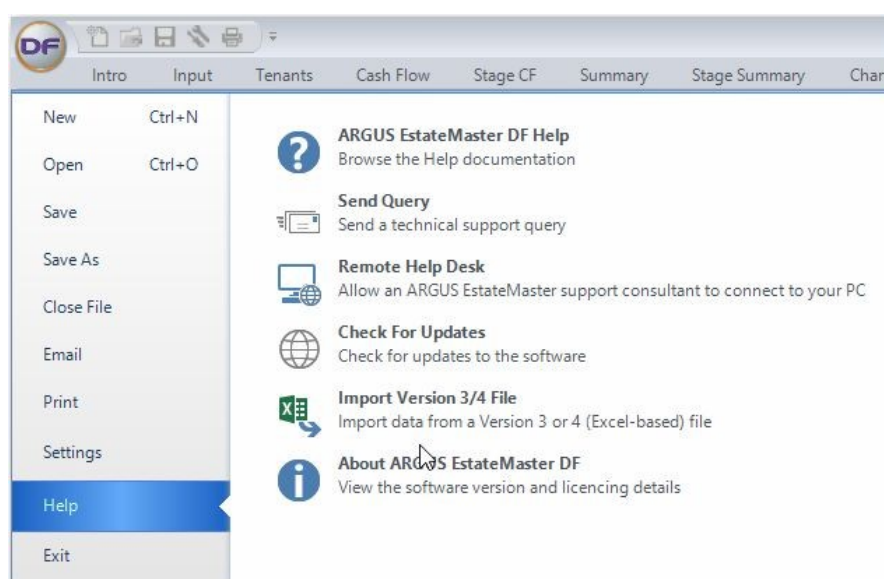 DF
Intro Input Tenants Cash Flow Stage CF Summary Stage Summary Char
New Ctrl+N
Open Ctrl+O
Save
Save As
Close File
Email
Print
Settings
Help
Exit
ARGUS EstateMaster DF Help
Browse the Help documentation
Send Query
Send a technical support query
Remote Help Desk
Allow an ARGUS EstateMaster support consultant to connect to your PC
Check For Updates
Check for updates to the software
Import Version 3/4 File
Import data from a Version 3 or 4 (Excel-based) file
About ARGUS EstateMaster DF
View the software version and licencing details